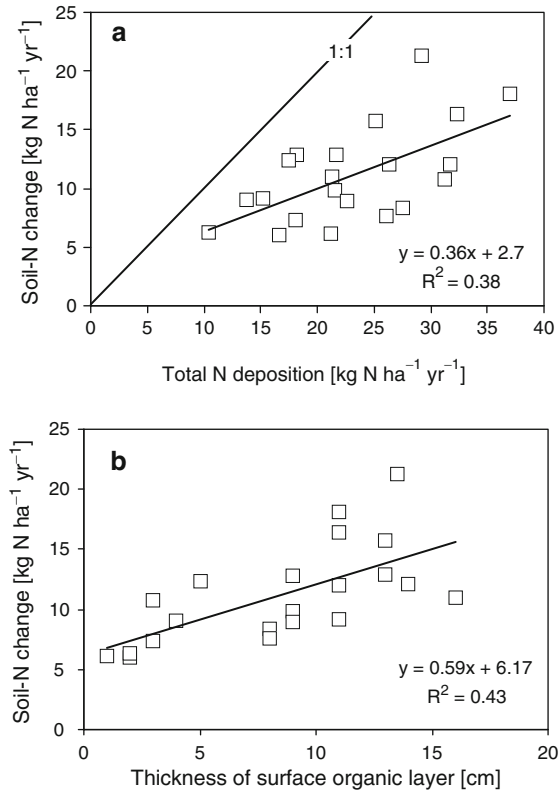 a
1:1
25
20
15
10
5
0
Soil-N change [kg N ha⁻¹ yr⁻¹]
y = 0.36x + 2.7
R² = 0.38
0 5 10 15 20 25 30 35 40
Total N deposition [kg N ha⁻¹ yr⁻¹]
b
25
20
15
10
5
0
Soil-N change [kg N ha⁻¹ yr⁻¹]
y = 0.59x + 6.17
R² = 0.43
0 5 10 15 20
Thickness of surface organic layer [cm]